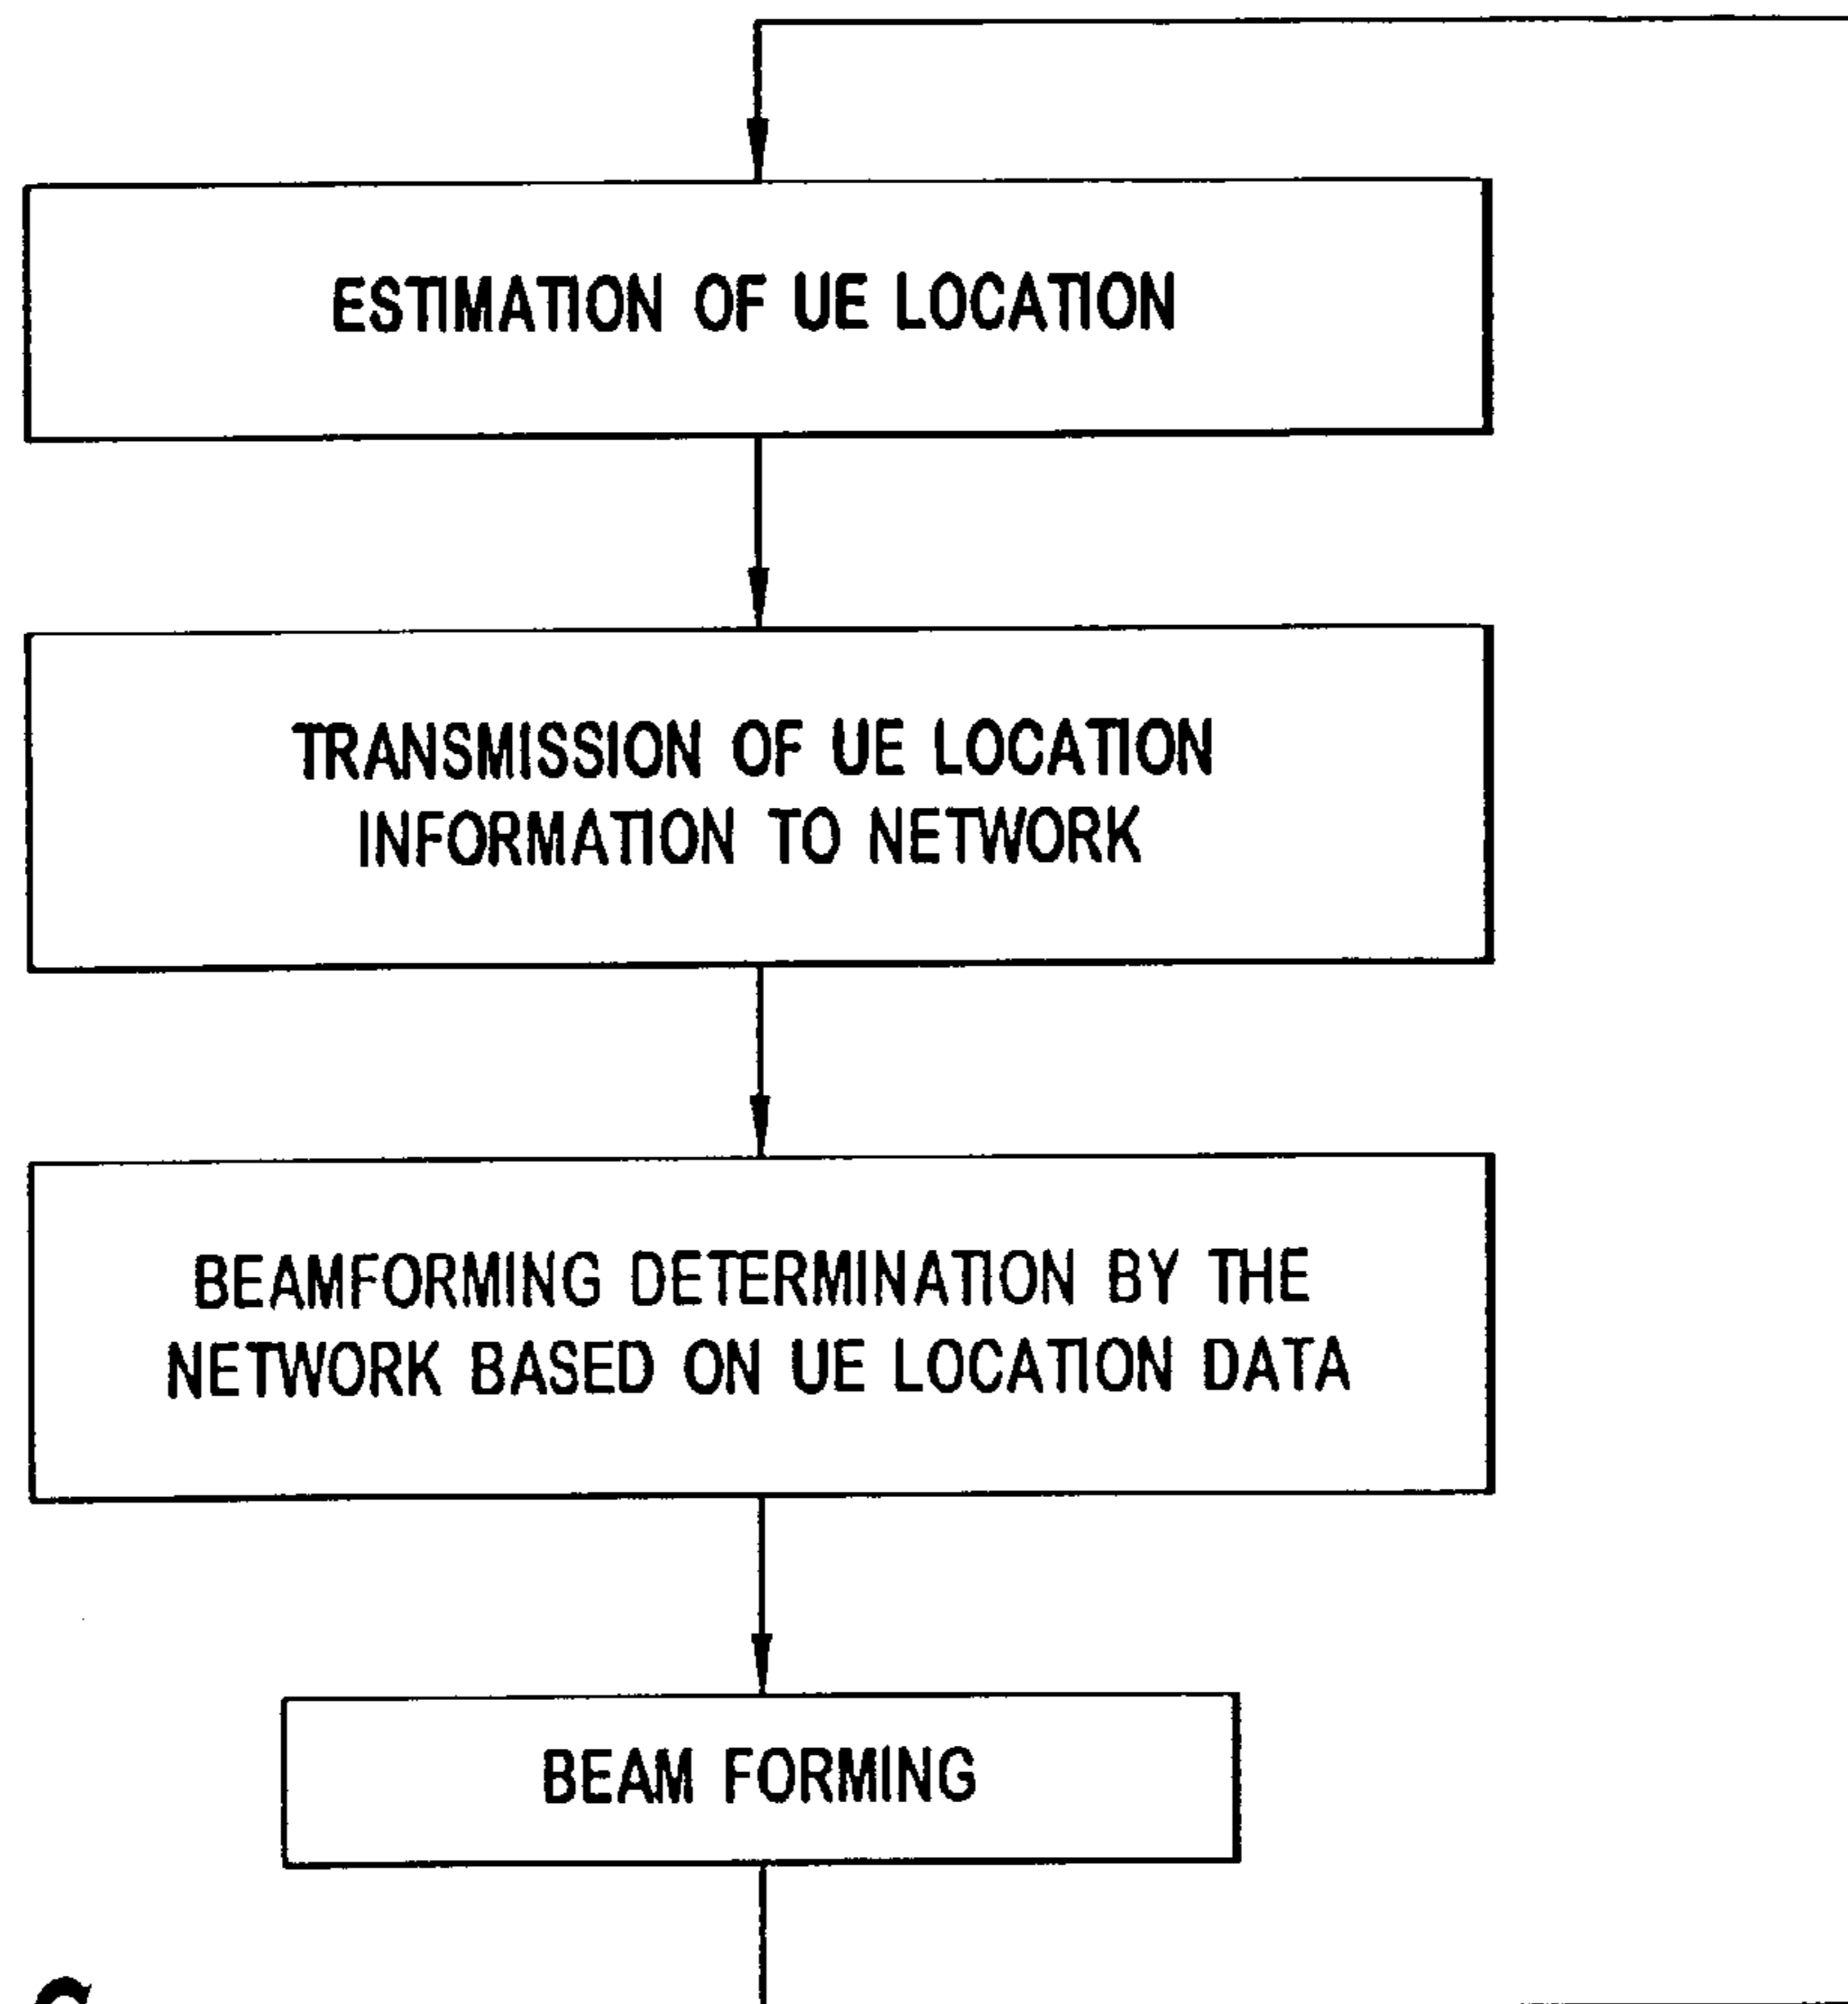 ESTIMATION OF UE LOCATION
TRANSMISSION OF UE LOCATION
INFORMATION TO NETWORK
BEAMFORMING DETERMINATION BY THE
NETWORK BASED ON UE LOCATION DATA
BEAM FORMING